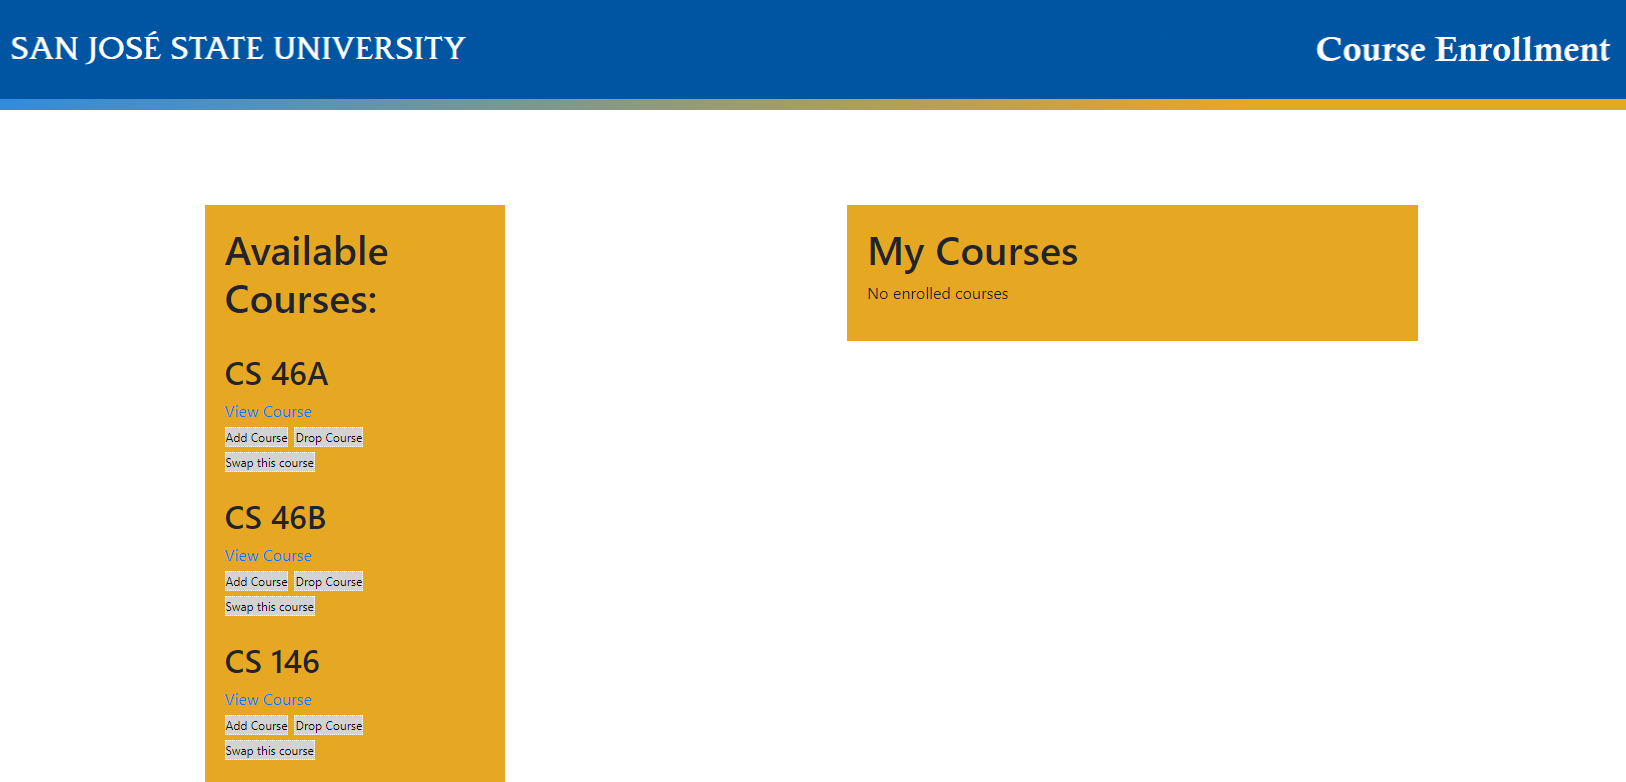 SAN JOSÉ STATE UNIVERSITY
Course Enrollment
Available
Courses:
CS 46A
View Course
Add Course Drop Course
Swap this course
CS 46B
View Course
Add Course Drop Course
Swap this course
CS 146
View Course
Add Course Drop Course
Swap this course
My Courses
No enrolled courses